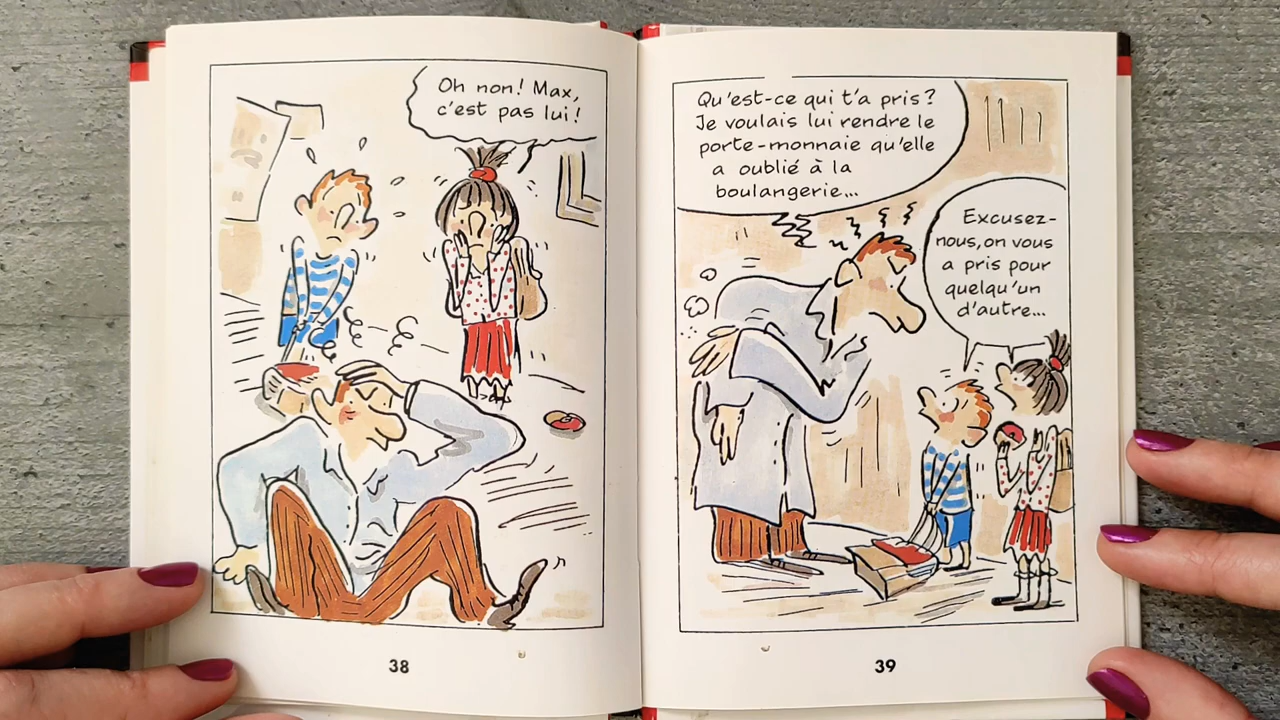 Oh non! Max,
c'est pas lui!
38
Qu'est-ce qui t'a pris?
Je voulais lui rendre le
porte-monnaie qu'elle
a oublié à la
boulangerie...
Excusez-
nous, on vous
a pris pour
quelqu'un
d'autre...
39